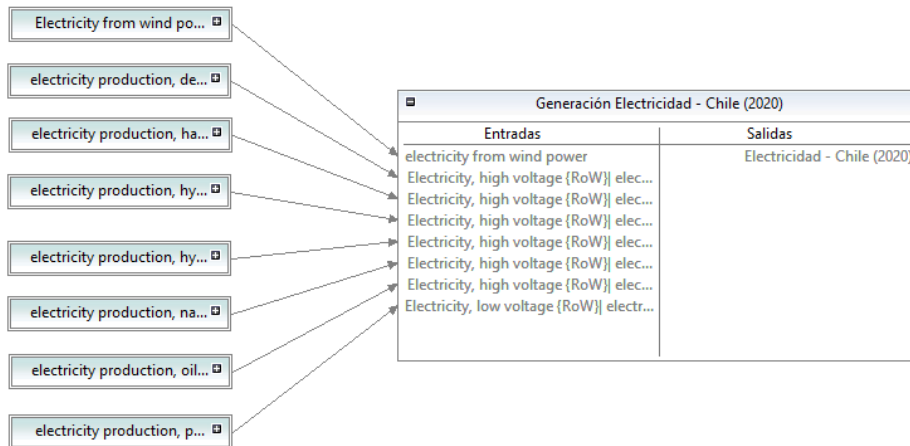 Electricity from wind po...
electricity production, de...
electricity production, ha...
electricity production, hy...
electricity production, hy...
electricity production, na...
electricity production, oil...
electricity production, p...
Generación Electricidad - Chile (2020)
Entradas
Salidas
electricity from wind power
Electricidad - Chile (2020)
Electricity, high voltage {RoW}| elec...
Electricity, high voltage {RoW}| elec...
Electricity, high voltage {RoW}| elec...
Electricity, high voltage {RoW}| elec...
Electricity, high voltage {RoW}| elec...
Electricity, high voltage {RoW}| elec...
Electricity, low voltage {RoW}| electr...